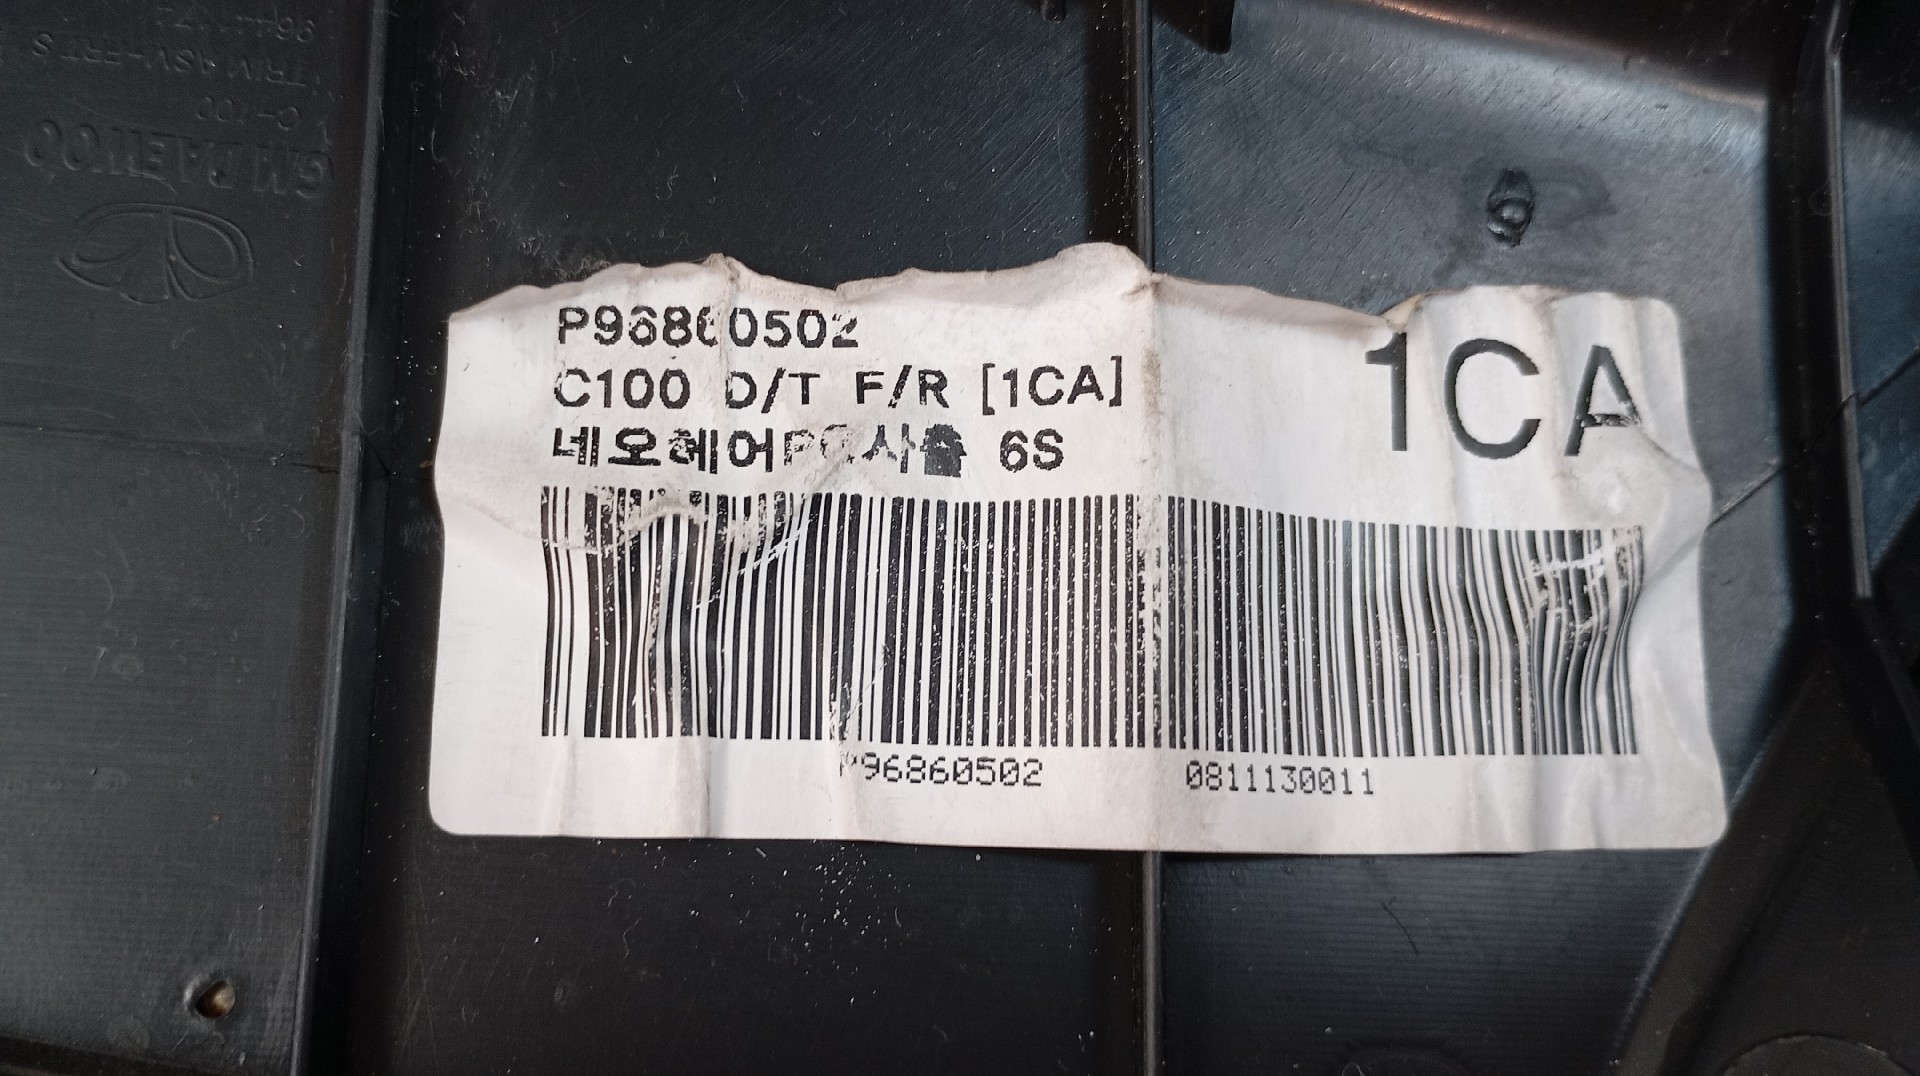 P96860502
C100 D/T F/R [1CA]
네오헤어 6S
1CA
P96860502 0811130011
GM DAEWOO
C-100